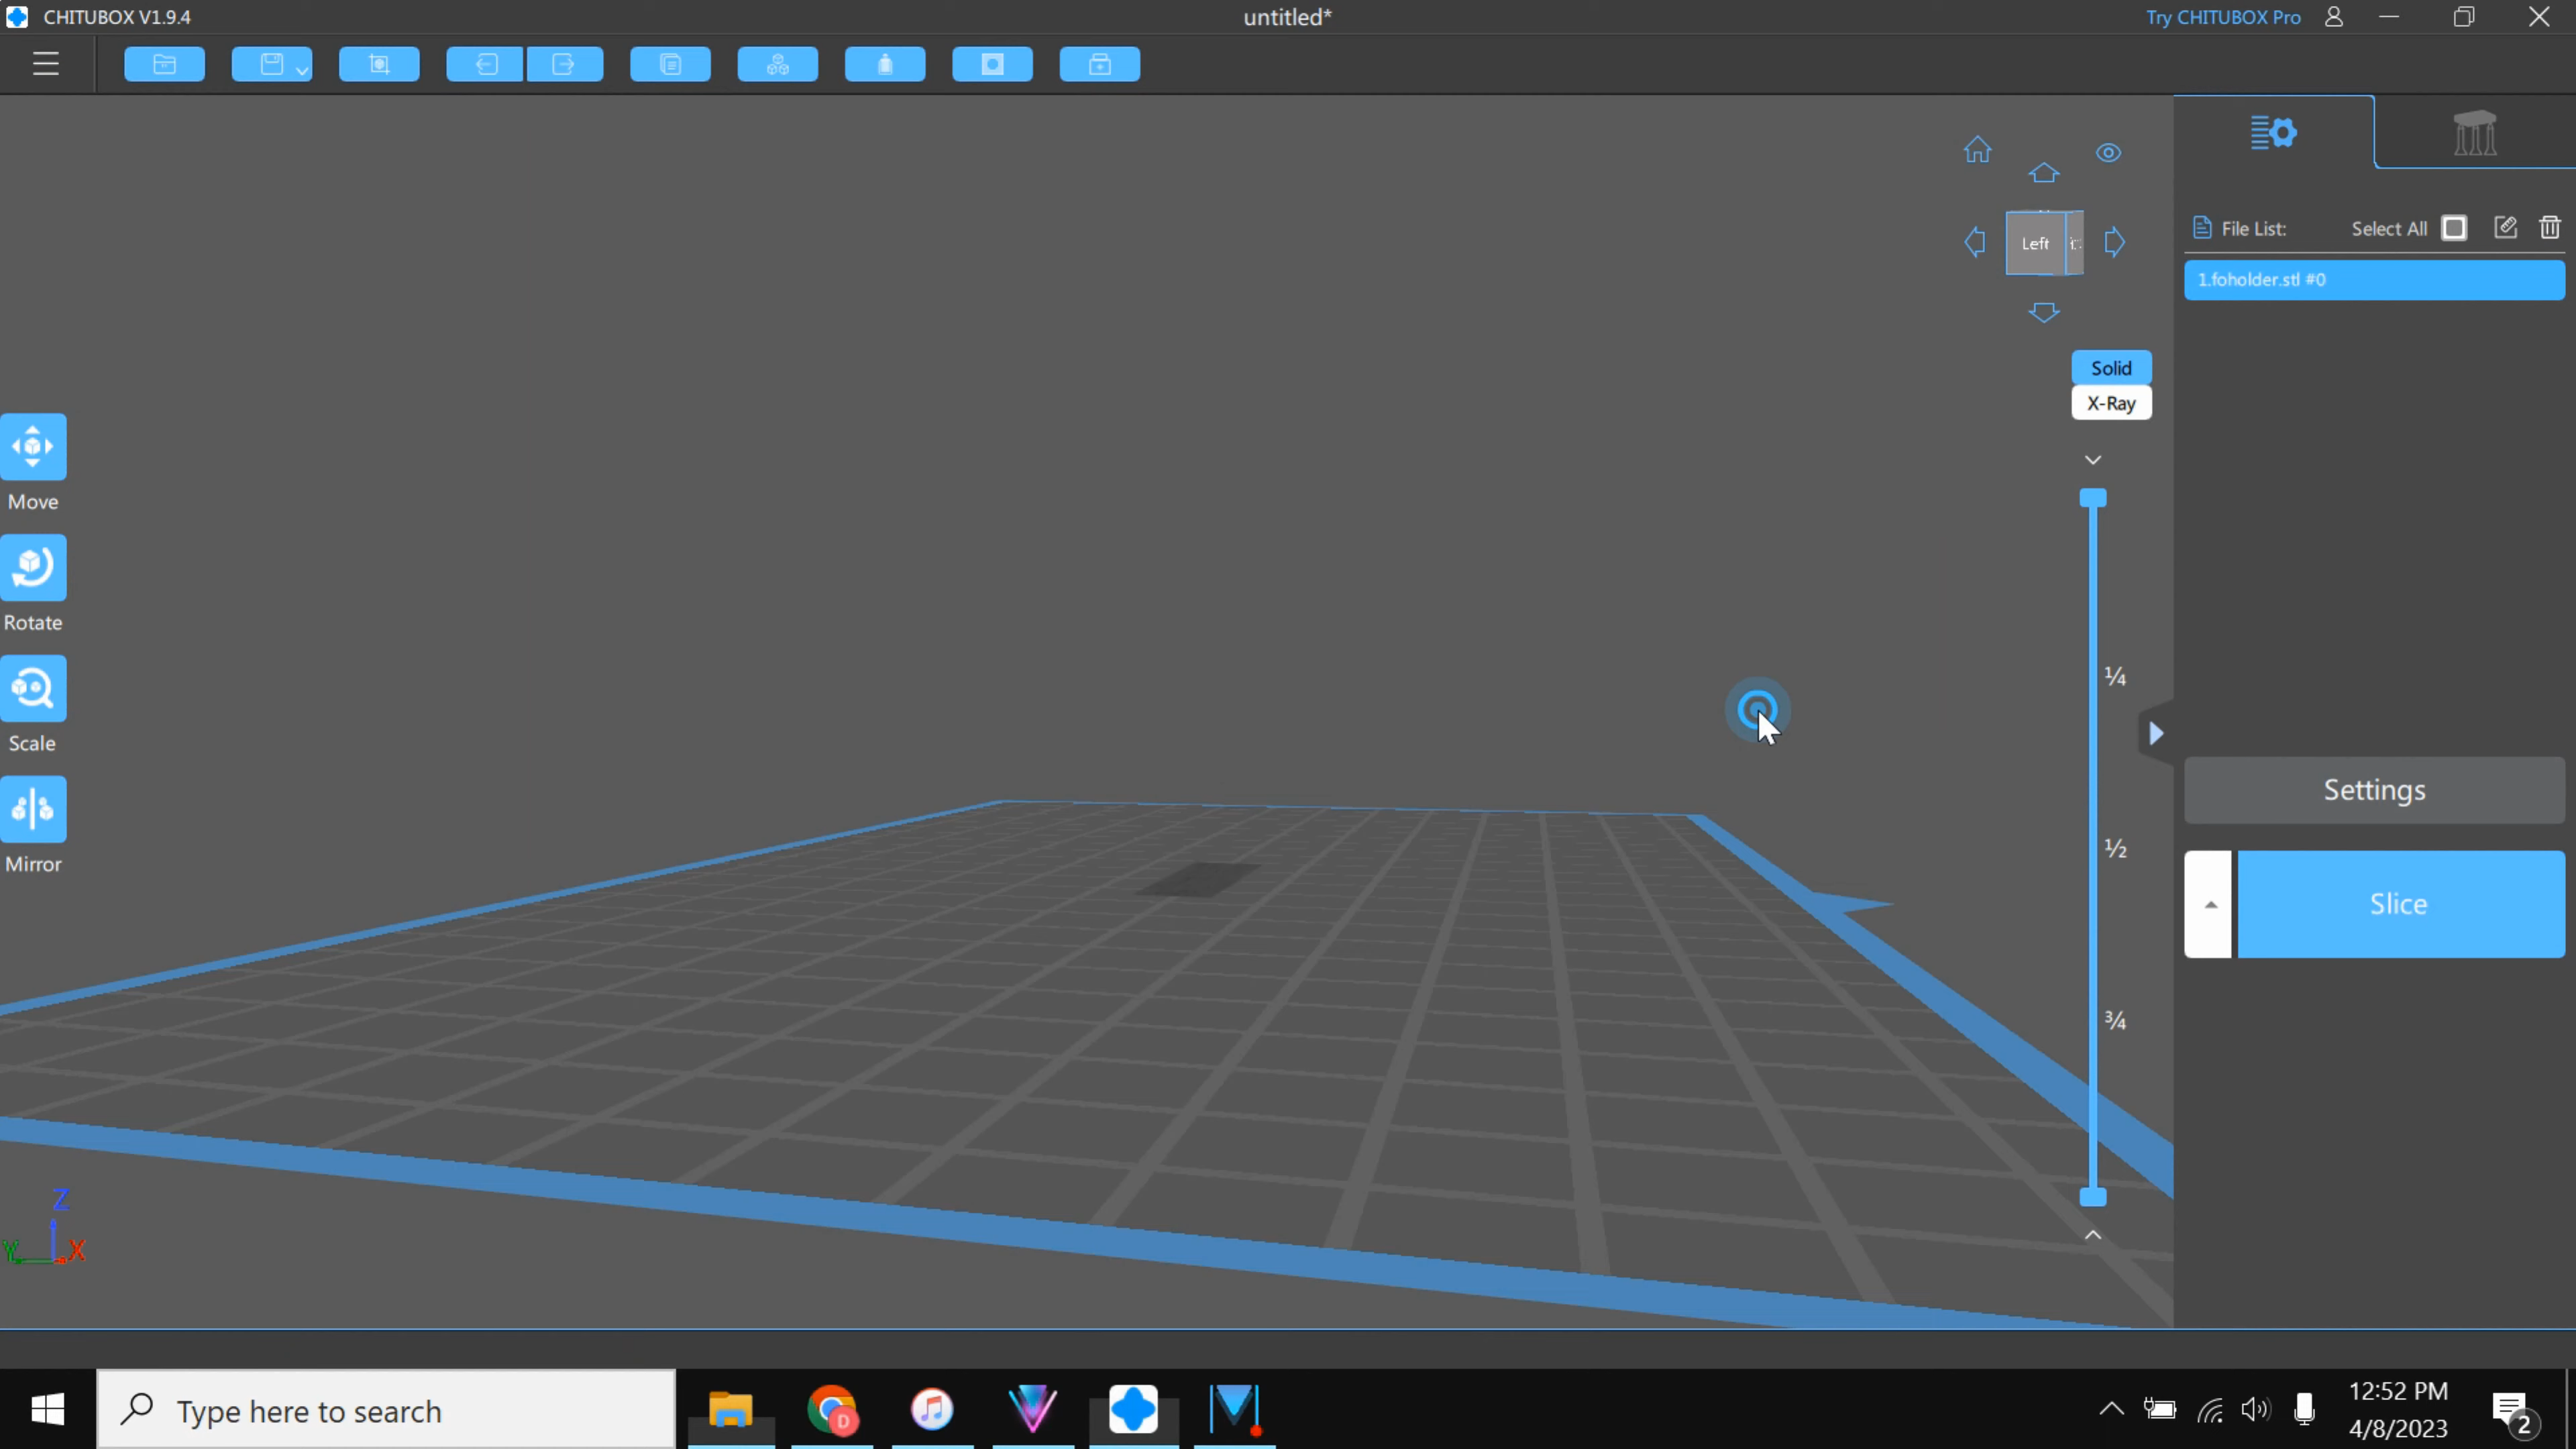 CHITUBOX V1.9.4
untitled*
Try CHITUBOX Pro
File List:
Select All
1.foholder.stl #0
Left
Solid
X-Ray
Move
Rotate
Scale
Mirror
¼
½
¾
Settings
Slice
Z
Y
X
Type here to search
D
12:52 PM
4/8/2023
2